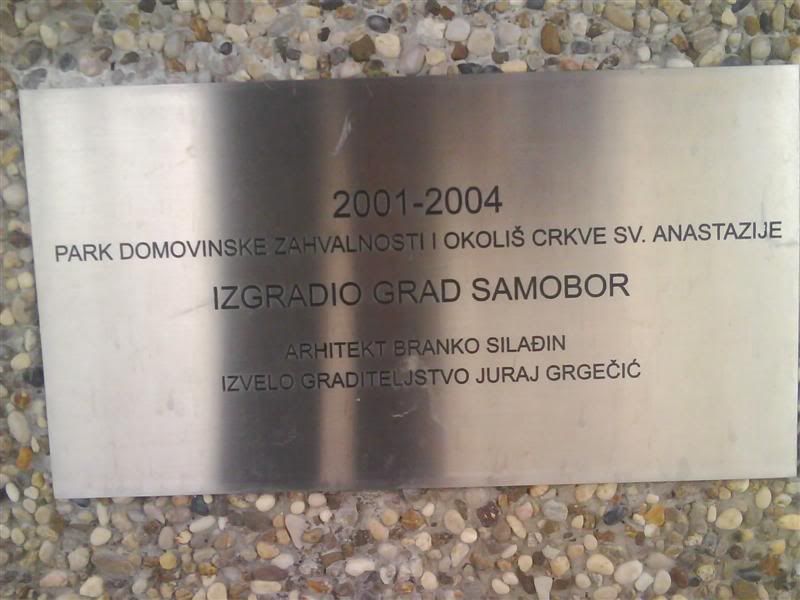 2001-2004
PARK DOMOVINSKE ZAHVALNOSTI I OKOLIŠ CRKVE SV. ANASTAZIJE
IZGRADIO GRAD SAMOBOR
ARHITEKT BRANKO SILAĐIN
IZVELO GRADITELJSTVO JURAJ GRGEČIĆ